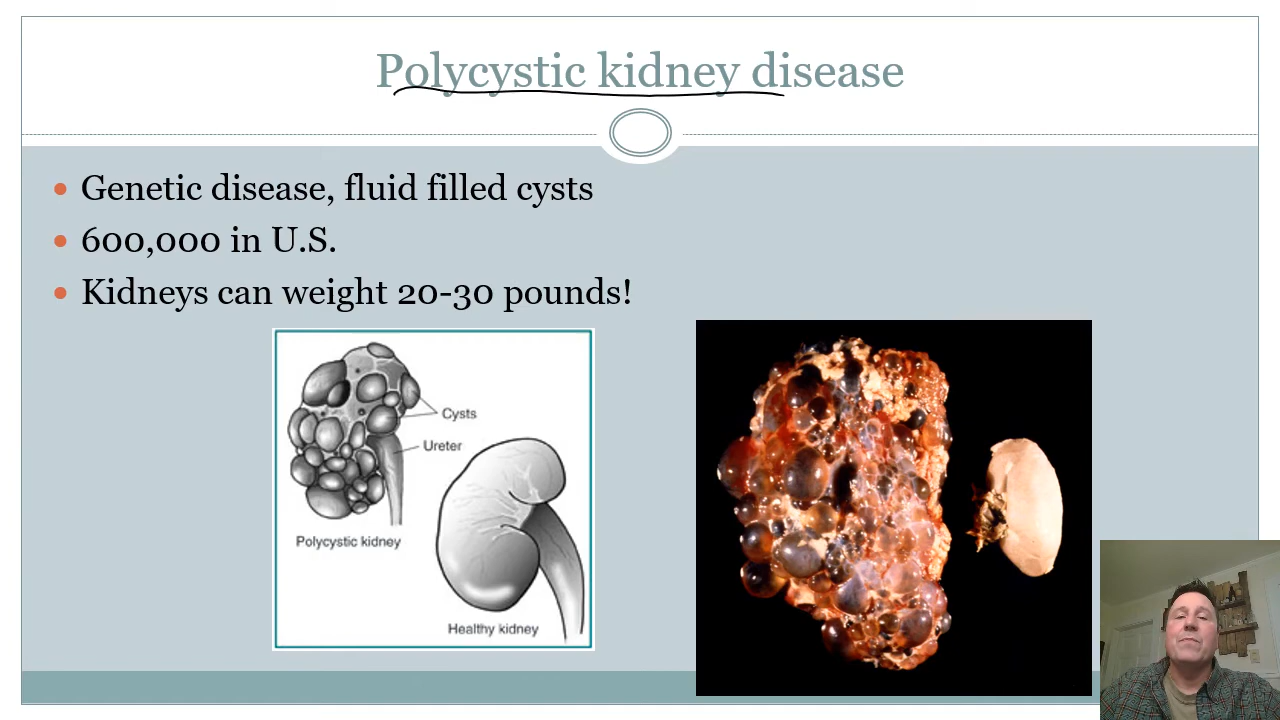 Polycystic kidney disease
Genetic disease, fluid filled cysts
600,000 in U.S.
Kidneys can weight 20-30 pounds!
Cysts
Ureter
Polycystic kidney
Healthy kidney